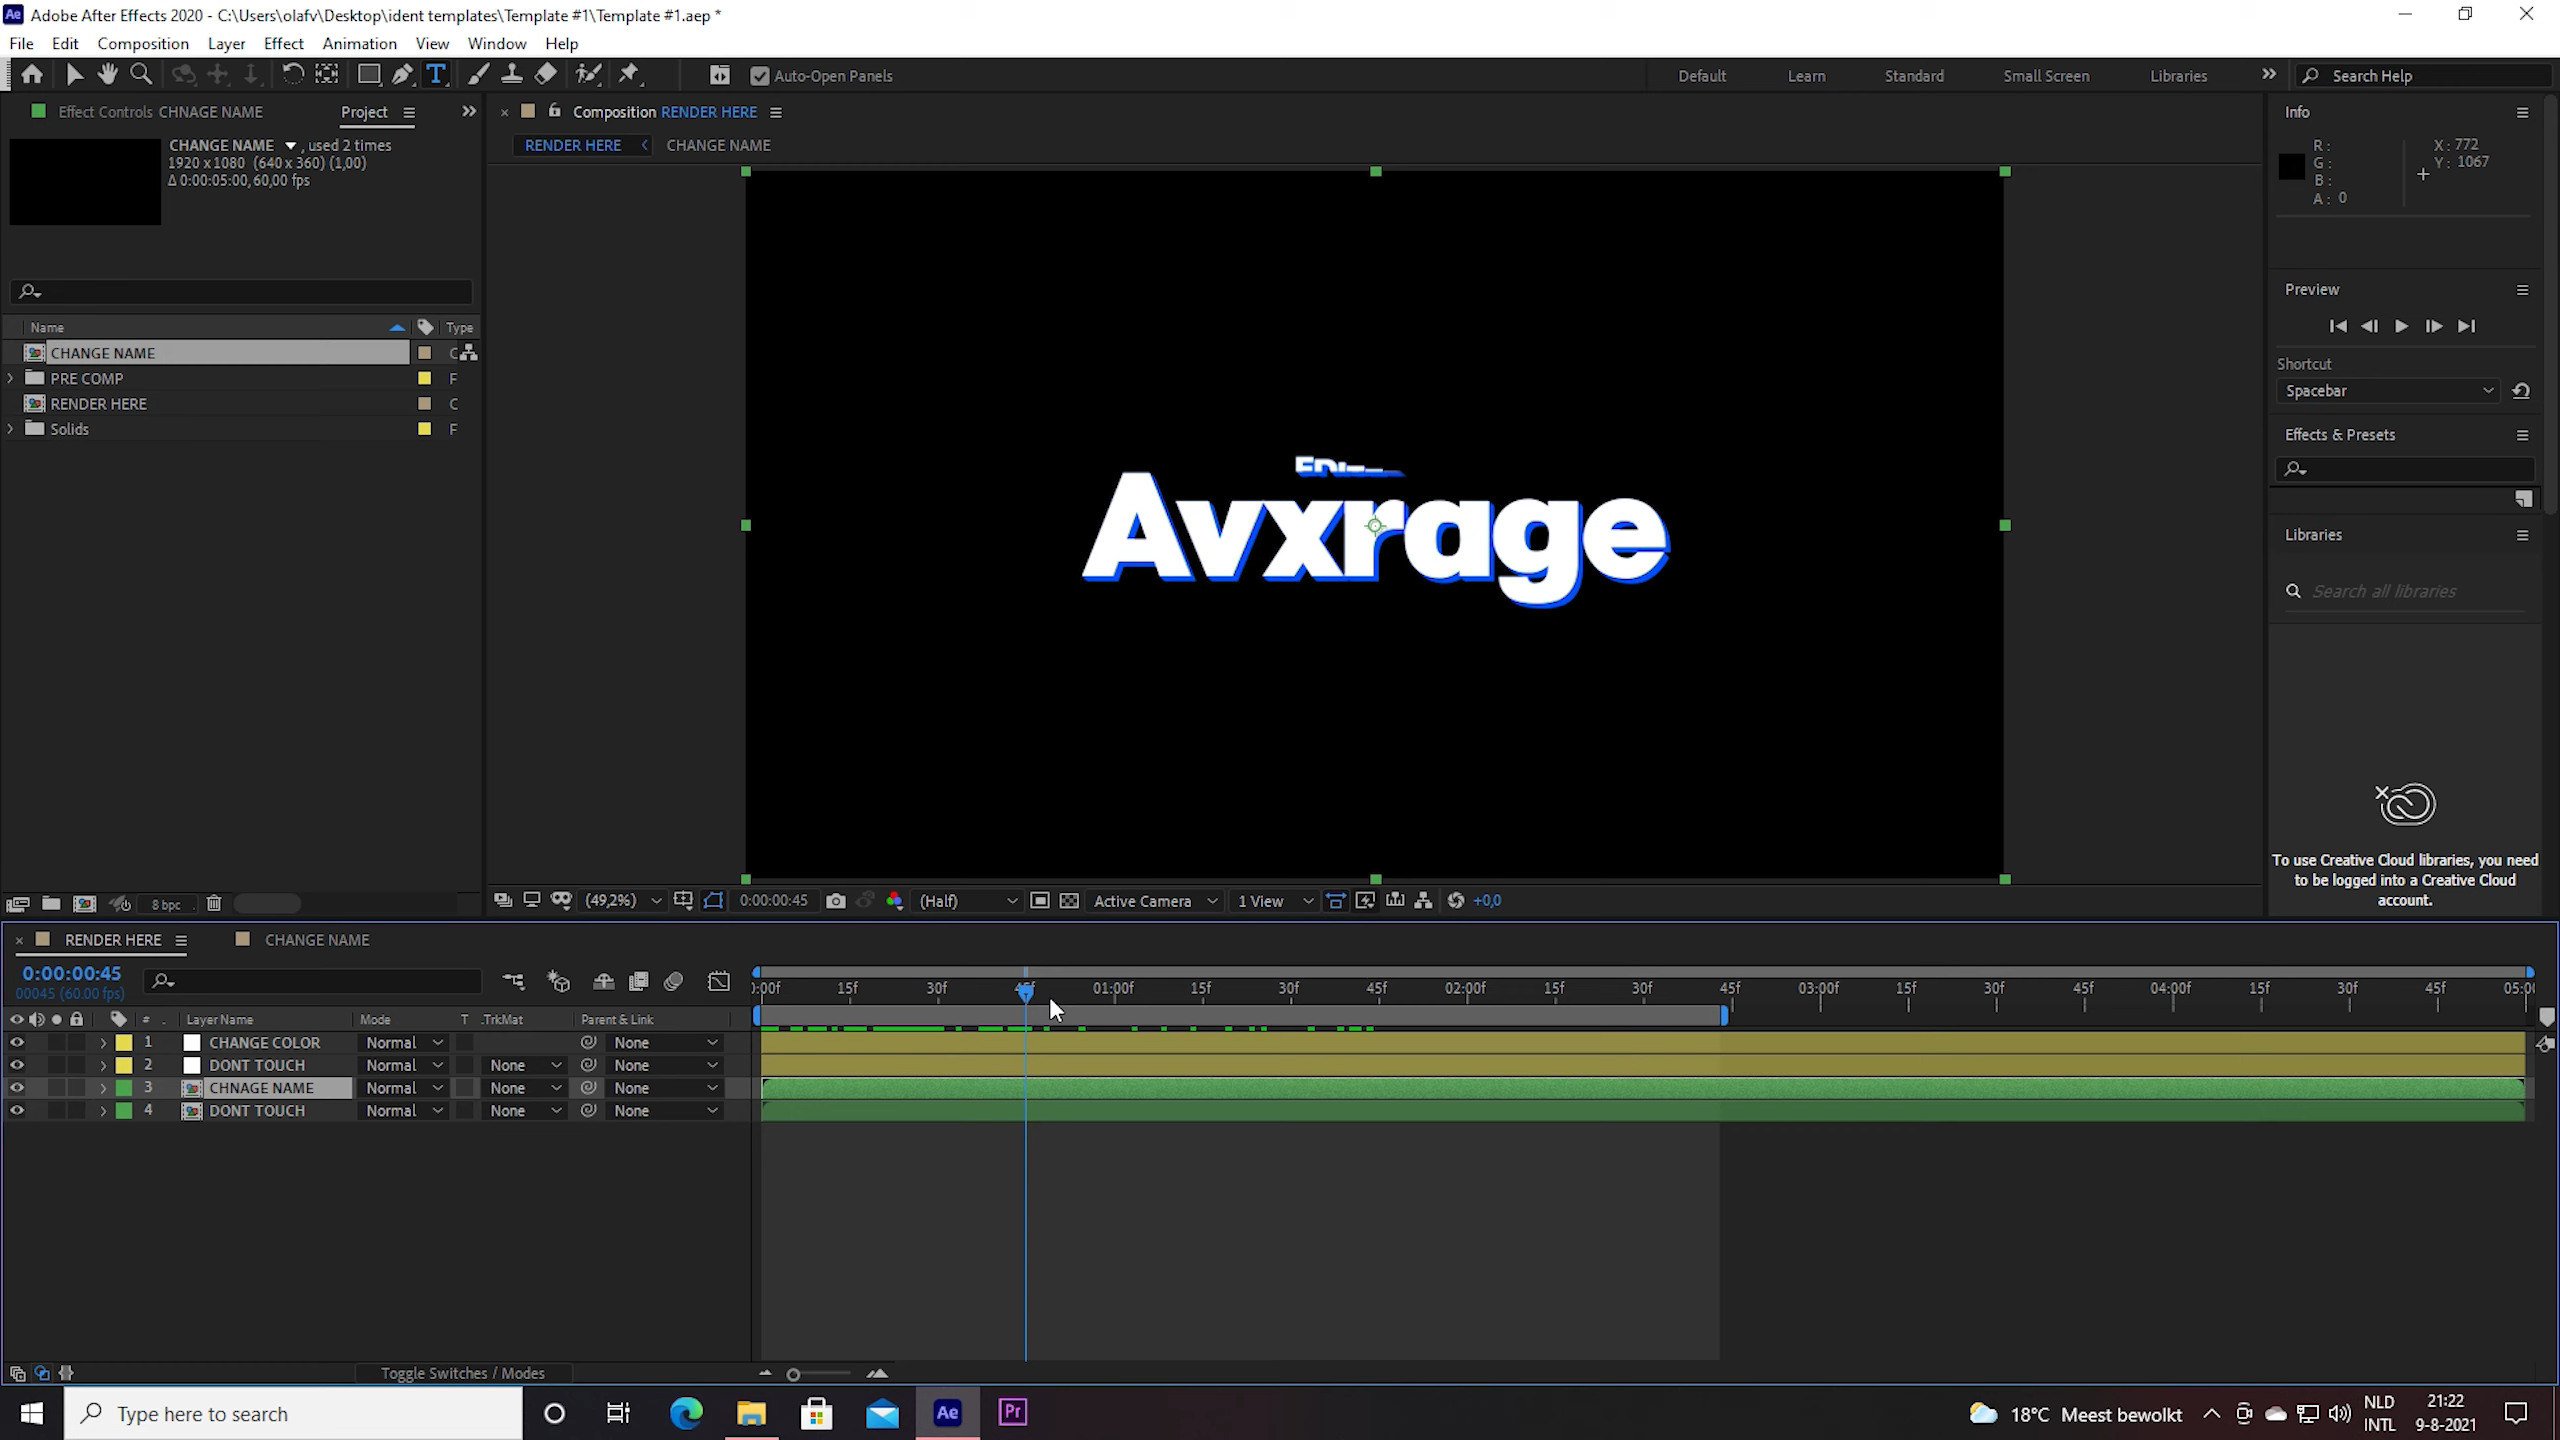 Adobe After Effects 2020 - C:\Users\olafv\Desktop\ident templates\Template #1\Template #1.aep *
File Edit Composition Layer Effect Animation View Window Help
Auto-Open Panels
Default Learn Standard Small Screen Libraries Search Help
Effect Controls CHNAGE NAME Project
CHANGE NAME , used 2 times
1920 x 1080 (640 x 360) (1,00)
Δ 0:00:05:00, 60,00 fps
Name Type
CHANGE NAME C
PRE COMP F
RENDER HERE C
Solids F
8 bpc
Composition RENDER HERE
RENDER HERE CHANGE NAME
Avxrage
(49,2%) 0:00:00:45 (Half) Active Camera 1 View +0,0
Info
R :
G :
B :
A : 0
X : 772
Y : 1067
Preview
Shortcut
Spacebar
Effects & Presets
Libraries
Search all libraries
To use Creative Cloud libraries, you need
to be logged into a Creative Cloud
account.
RENDER HERE CHANGE NAME
0:00:00:45
00045 (60.00 fps)
:00f 15f 30f 45f 01:00f 15f 30f 45f 02:00f 15f 30f 45f 03:00f 15f 30f 45f 04:00f 15f 30f 45f 05:0
# Layer Name Mode T .TrkMat Parent & Link
1 CHANGE COLOR Normal None
2 DONT TOUCH Normal None None
3 CHNAGE NAME Normal None None
4 DONT TOUCH Normal None None
Toggle Switches / Modes
Type here to search
Ae
Pr
18°C Meest bewolkt
NLD
INTL
21:22
9-8-2021